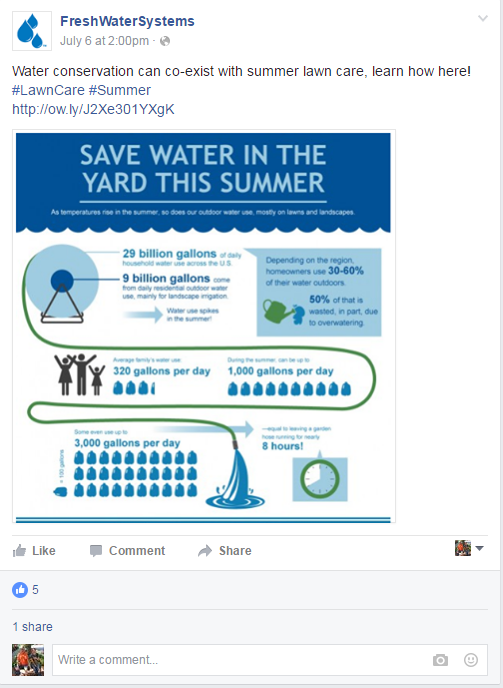 FreshWaterSystems
July 6 at 2:00pm ·
Water conservation can co-exist with summer lawn care, learn how here!
#LawnCare #Summer
http://ow.ly/J2Xe301YXgK
SAVE WATER IN THE
YARD THIS SUMMER
As temperatures rise in the summer, so does our outdoor water use, mostly on lawns and landscapes.
29 billion gallons of daily
household water use across the U.S.
9 billion gallons come
from daily residential outdoor water
use, mainly for landscape irrigation.
Water use spikes
in the summer!
Depending on the region,
homeowners use 30-60%
of their water outdoors.
50% of that is
wasted, in part, due
to overwatering.
Average family's water use:
320 gallons per day
During the summer, can be up to
1,000 gallons per day
Some even use up to
3,000 gallons per day
= 100 gallons
—equal to leaving a garden
hose running for nearly
8 hours!
Like
Comment
Share
5
1 share
Write a comment...